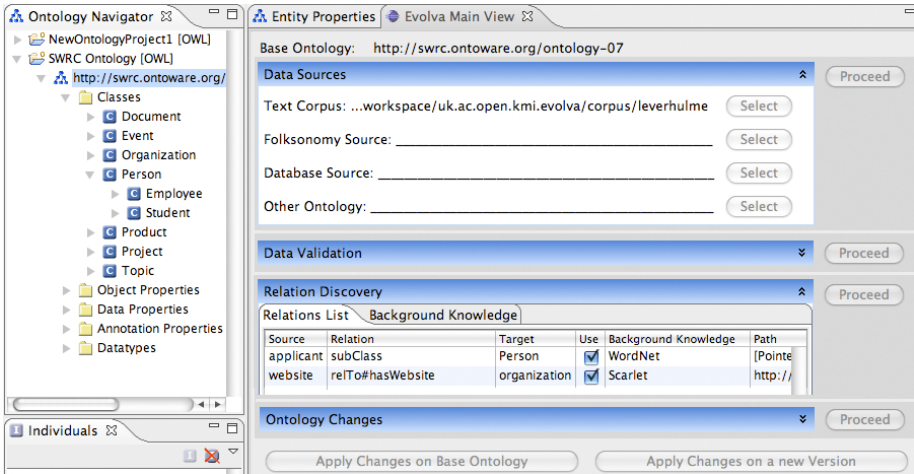 Ontology Navigator
NewOntologyProject1 [OWL]
SWRC Ontology [OWL]
http://swrc.ontoware.org/
Classes
Document
Event
Organization
Person
Employee
Student
Product
Project
Topic
Object Properties
Data Properties
Annotation Properties
Datatypes
Individuals
Entity Properties Evolva Main View
Base Ontology: http://swrc.ontoware.org/ontology-07
Data Sources Proceed
Text Corpus: ...workspace/uk.ac.open.kmi.evolva/corpus/leverhulme Select
Folksonomy Source: Select
Database Source: Select
Other Ontology: Select
Data Validation Proceed
Relation Discovery Proceed
Relations List Background Knowledge
Source Relation Target Use Background Knowledge Path
applicant subClass Person WordNet [Pointe
website relTo#hasWebsite organization Scarlet http://
Ontology Changes Proceed
Apply Changes on Base Ontology Apply Changes on a new Version